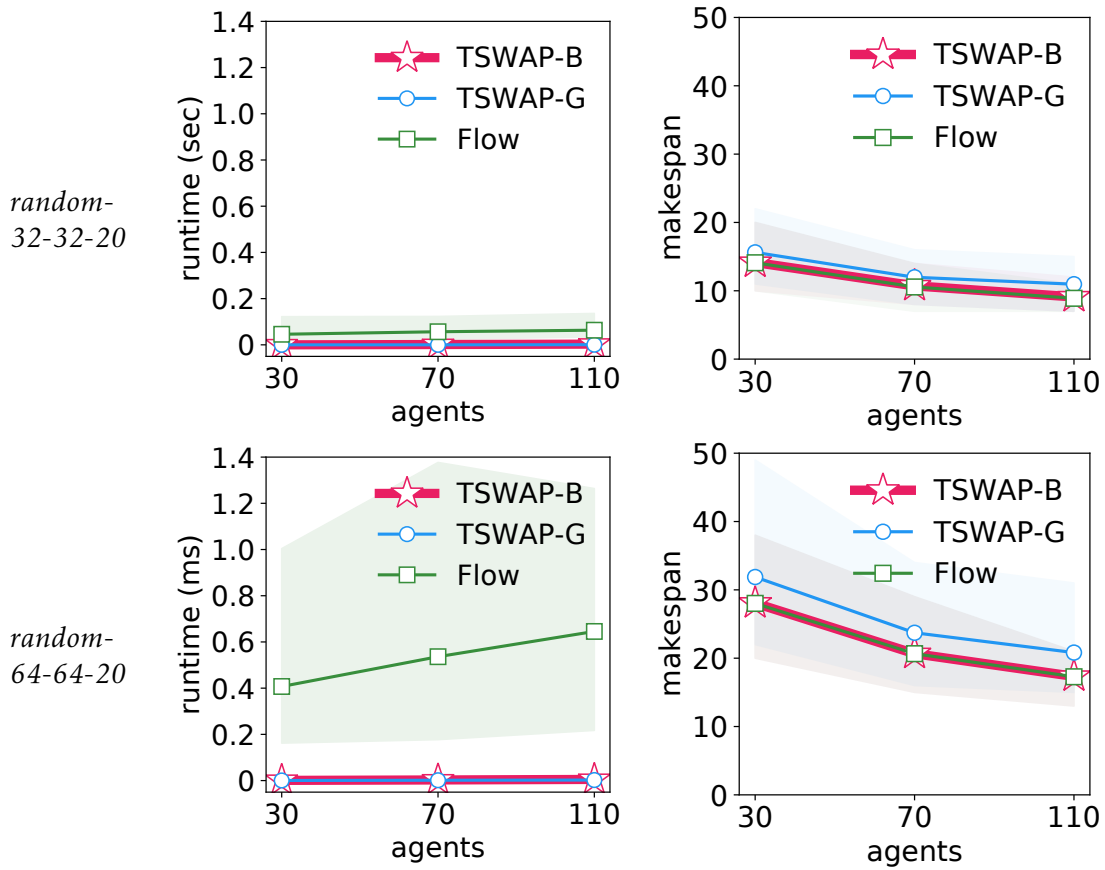 random-
32-32-20
runtime (sec)
1.4
1.2
1.0
0.8
0.6
0.4
0.2
0
TSWAP-B
TSWAP-G
Flow
30 70 110
agents
makespan
50
40
30
20
10
0
TSWAP-B
TSWAP-G
Flow
30 70 110
agents
random-
64-64-20
runtime (ms)
1.4
1.2
1.0
0.8
0.6
0.4
0.2
0
TSWAP-B
TSWAP-G
Flow
30 70 110
agents
makespan
50
40
30
20
10
0
TSWAP-B
TSWAP-G
Flow
30 70 110
agents